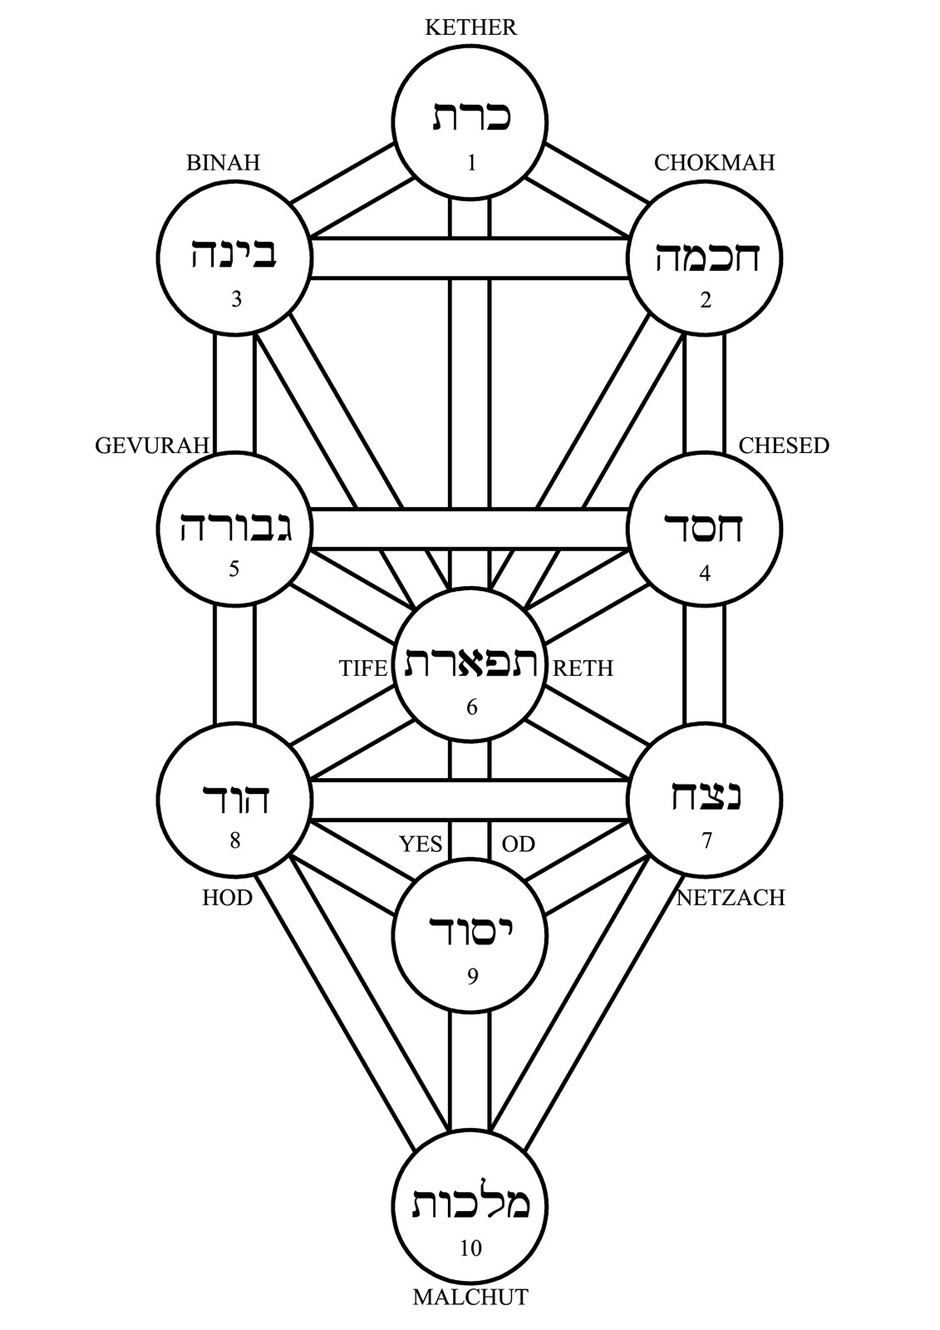 KETHER
כרת
1
BINAH
CHOKMAH
בינה
3
חכמה
2
GEVURAH
CHESED
גבורה
5
חסד
4
TIFE תפארת RETH
6
הוד
8
נצח
7
YES OD
HOD
NETZACH
יסוד
9
מלכות
10
MALCHUT